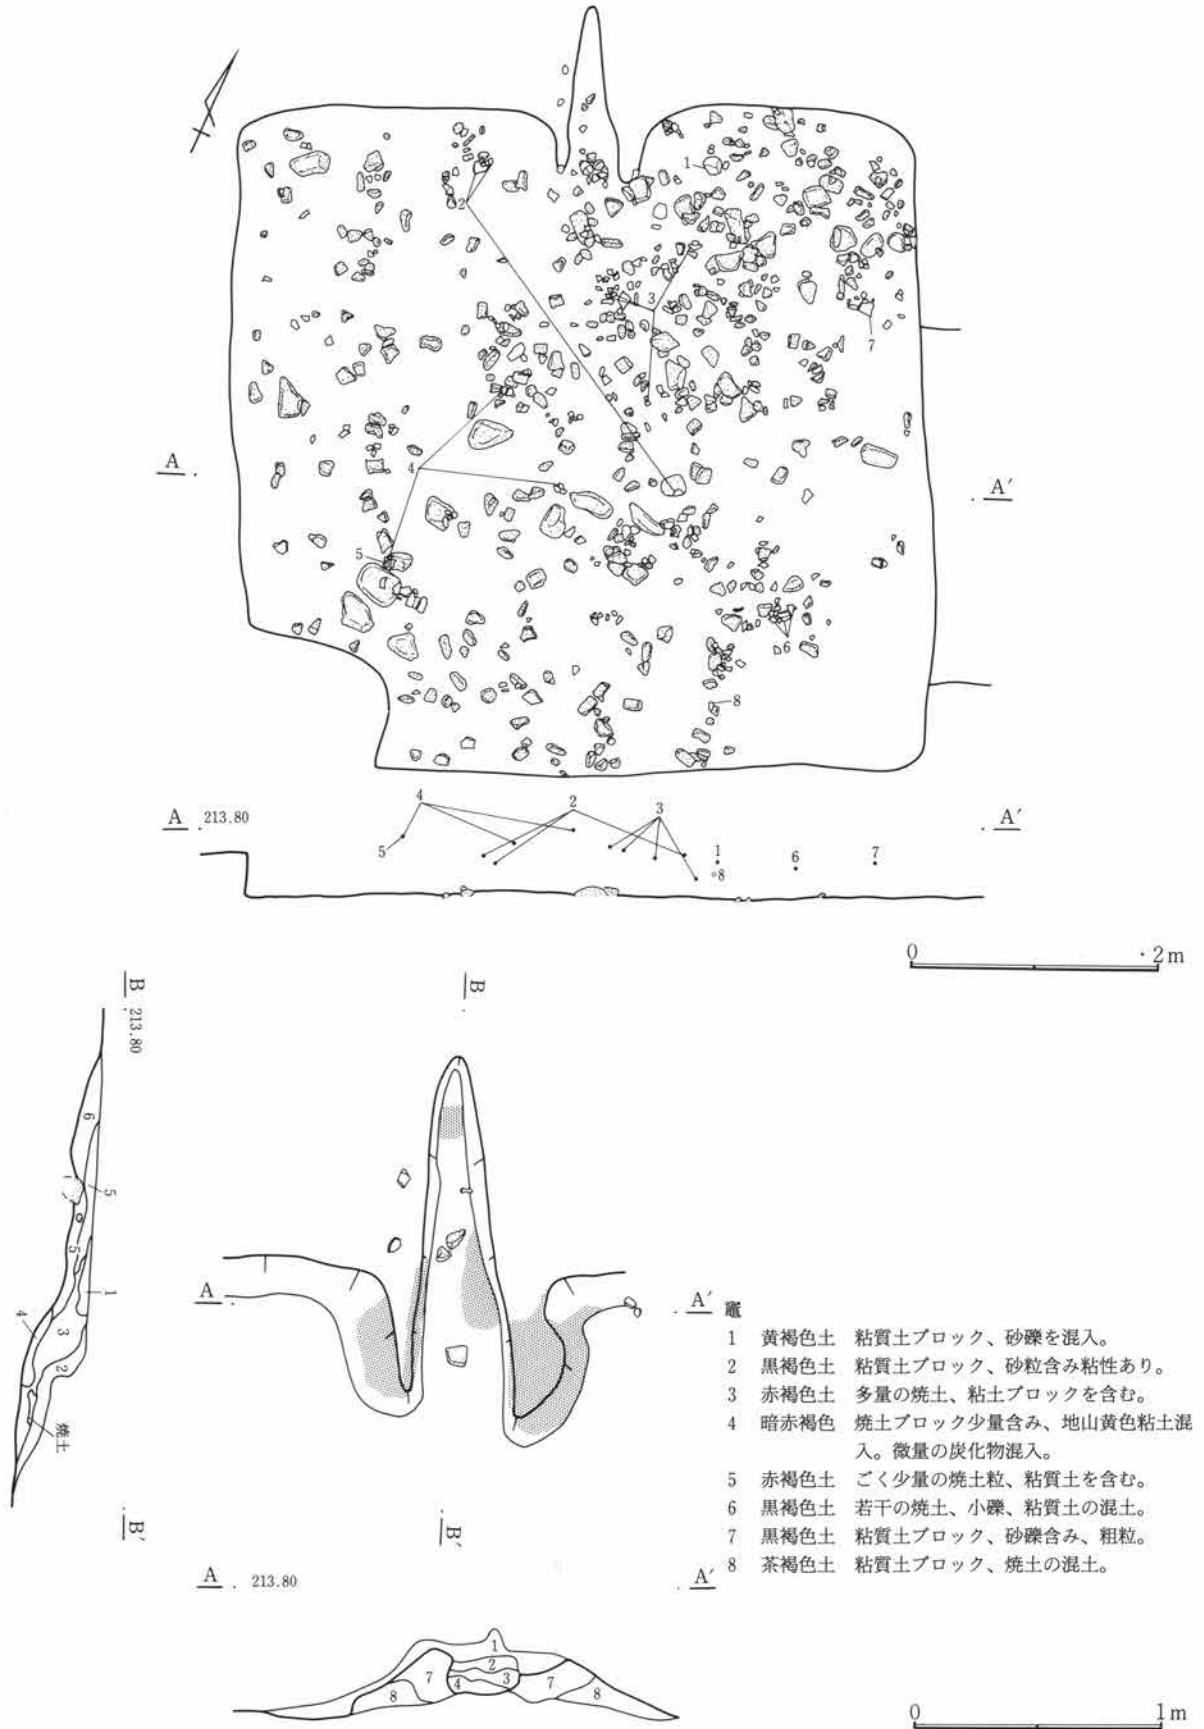 1
2
3
7
A
A′
4
5
6
8
A 213.80 A′
4 2 3
5 1 6 7
8
0 2m
B
213.80
B
6
5
5
1
4
3
2
焼土
B′
B′
A A′
竈
1 黄褐色土 粘質土ブロック、砂礫を混入。
2 黒褐色土 粘質土ブロック、砂粒含み粘性あり。
3 赤褐色土 多量の焼土、粘土ブロックを含む。
4 暗赤褐色 焼土ブロック少量含み、地山黄色粘土混
入。微量の炭化物混入。
5 赤褐色土 ごく少量の焼土粒、粘質土を含む。
6 黒褐色土 若干の焼土、小礫、粘質土の混土。
7 黒褐色土 粘質土ブロック、砂礫含み、粗粒。
8 茶褐色土 粘質土ブロック、焼土の混土。
A 213.80 A′
1
2
7 4 3 7
8 8
0 1m